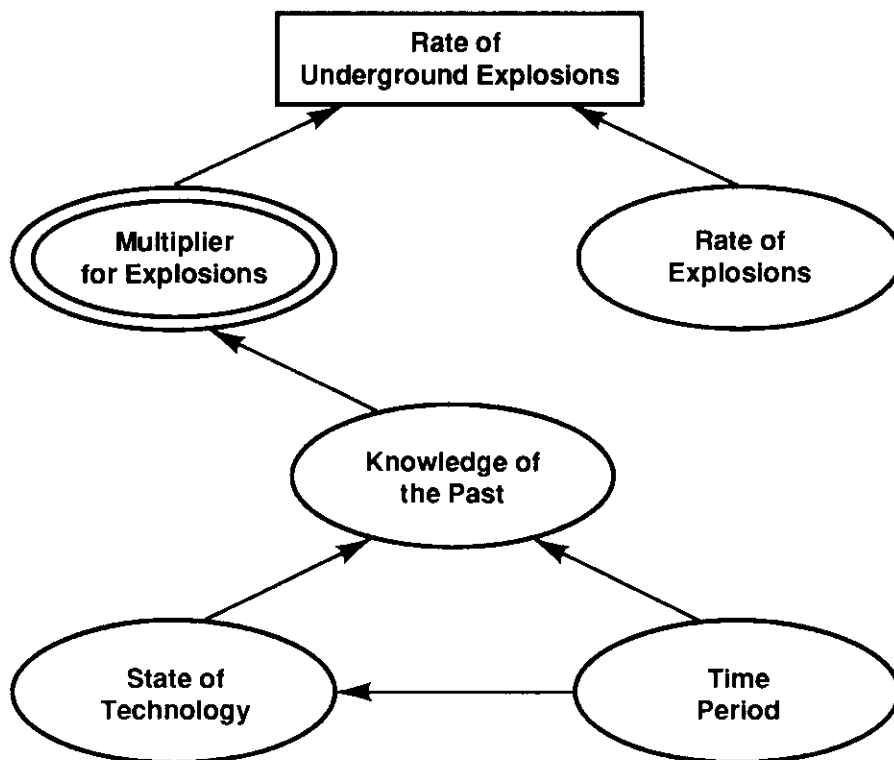 Rate of
Underground Explosions
Multiplier
for Explosions
Rate of
Explosions
Knowledge of
the Past
State of
Technology
Time
Period